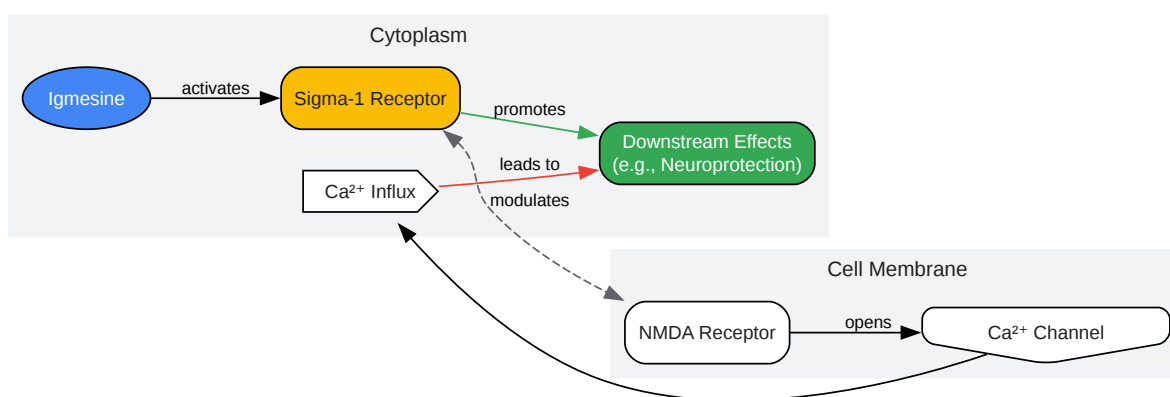 Cytoplasm
Igmesine
activates
Sigma-1 Receptor
promotes
Downstream Effects
(e.g., Neuroprotection)
leads to
Ca²⁺ Influx
modulates
Cell Membrane
NMDA Receptor
opens
Ca²⁺ Channel